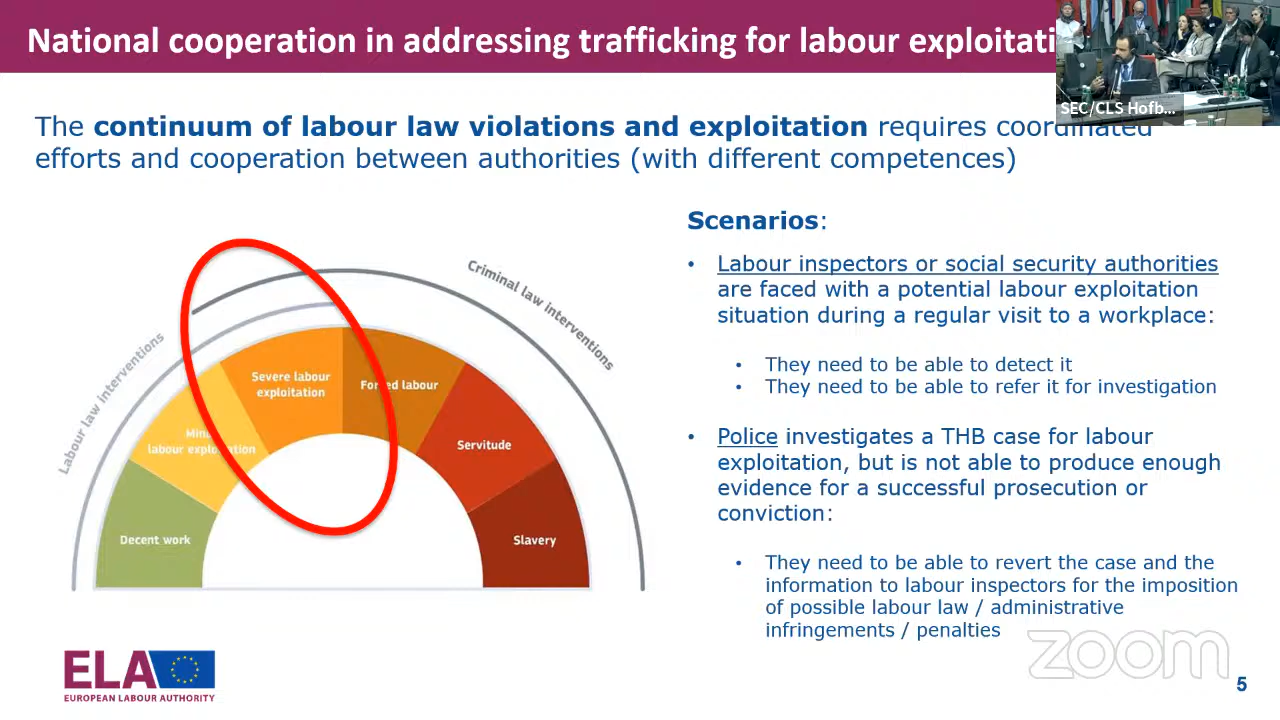 National cooperation in addressing trafficking for labour exploitati
SEC/CLS Hofb...
The continuum of labour law violations and exploitation requires coordinated
efforts and cooperation between authorities (with different competences)
Labour law interventions
Criminal law interventions
Decent work
labour exploitation
Severe labour
exploitation
Forced labour
Servitude
Slavery
Scenarios:
• Labour inspectors or social security authorities
are faced with a potential labour exploitation
situation during a regular visit to a workplace:
• They need to be able to detect it
• They need to be able to refer it for investigation
• Police investigates a THB case for labour
exploitation, but is not able to produce enough
evidence for a successful prosecution or
conviction:
• They need to be able to revert the case and the
information to labour inspectors for the imposition
of possible labour law / administrative
infringements / penalties
ELA
EUROPEAN LABOUR AUTHORITY
zoom
5